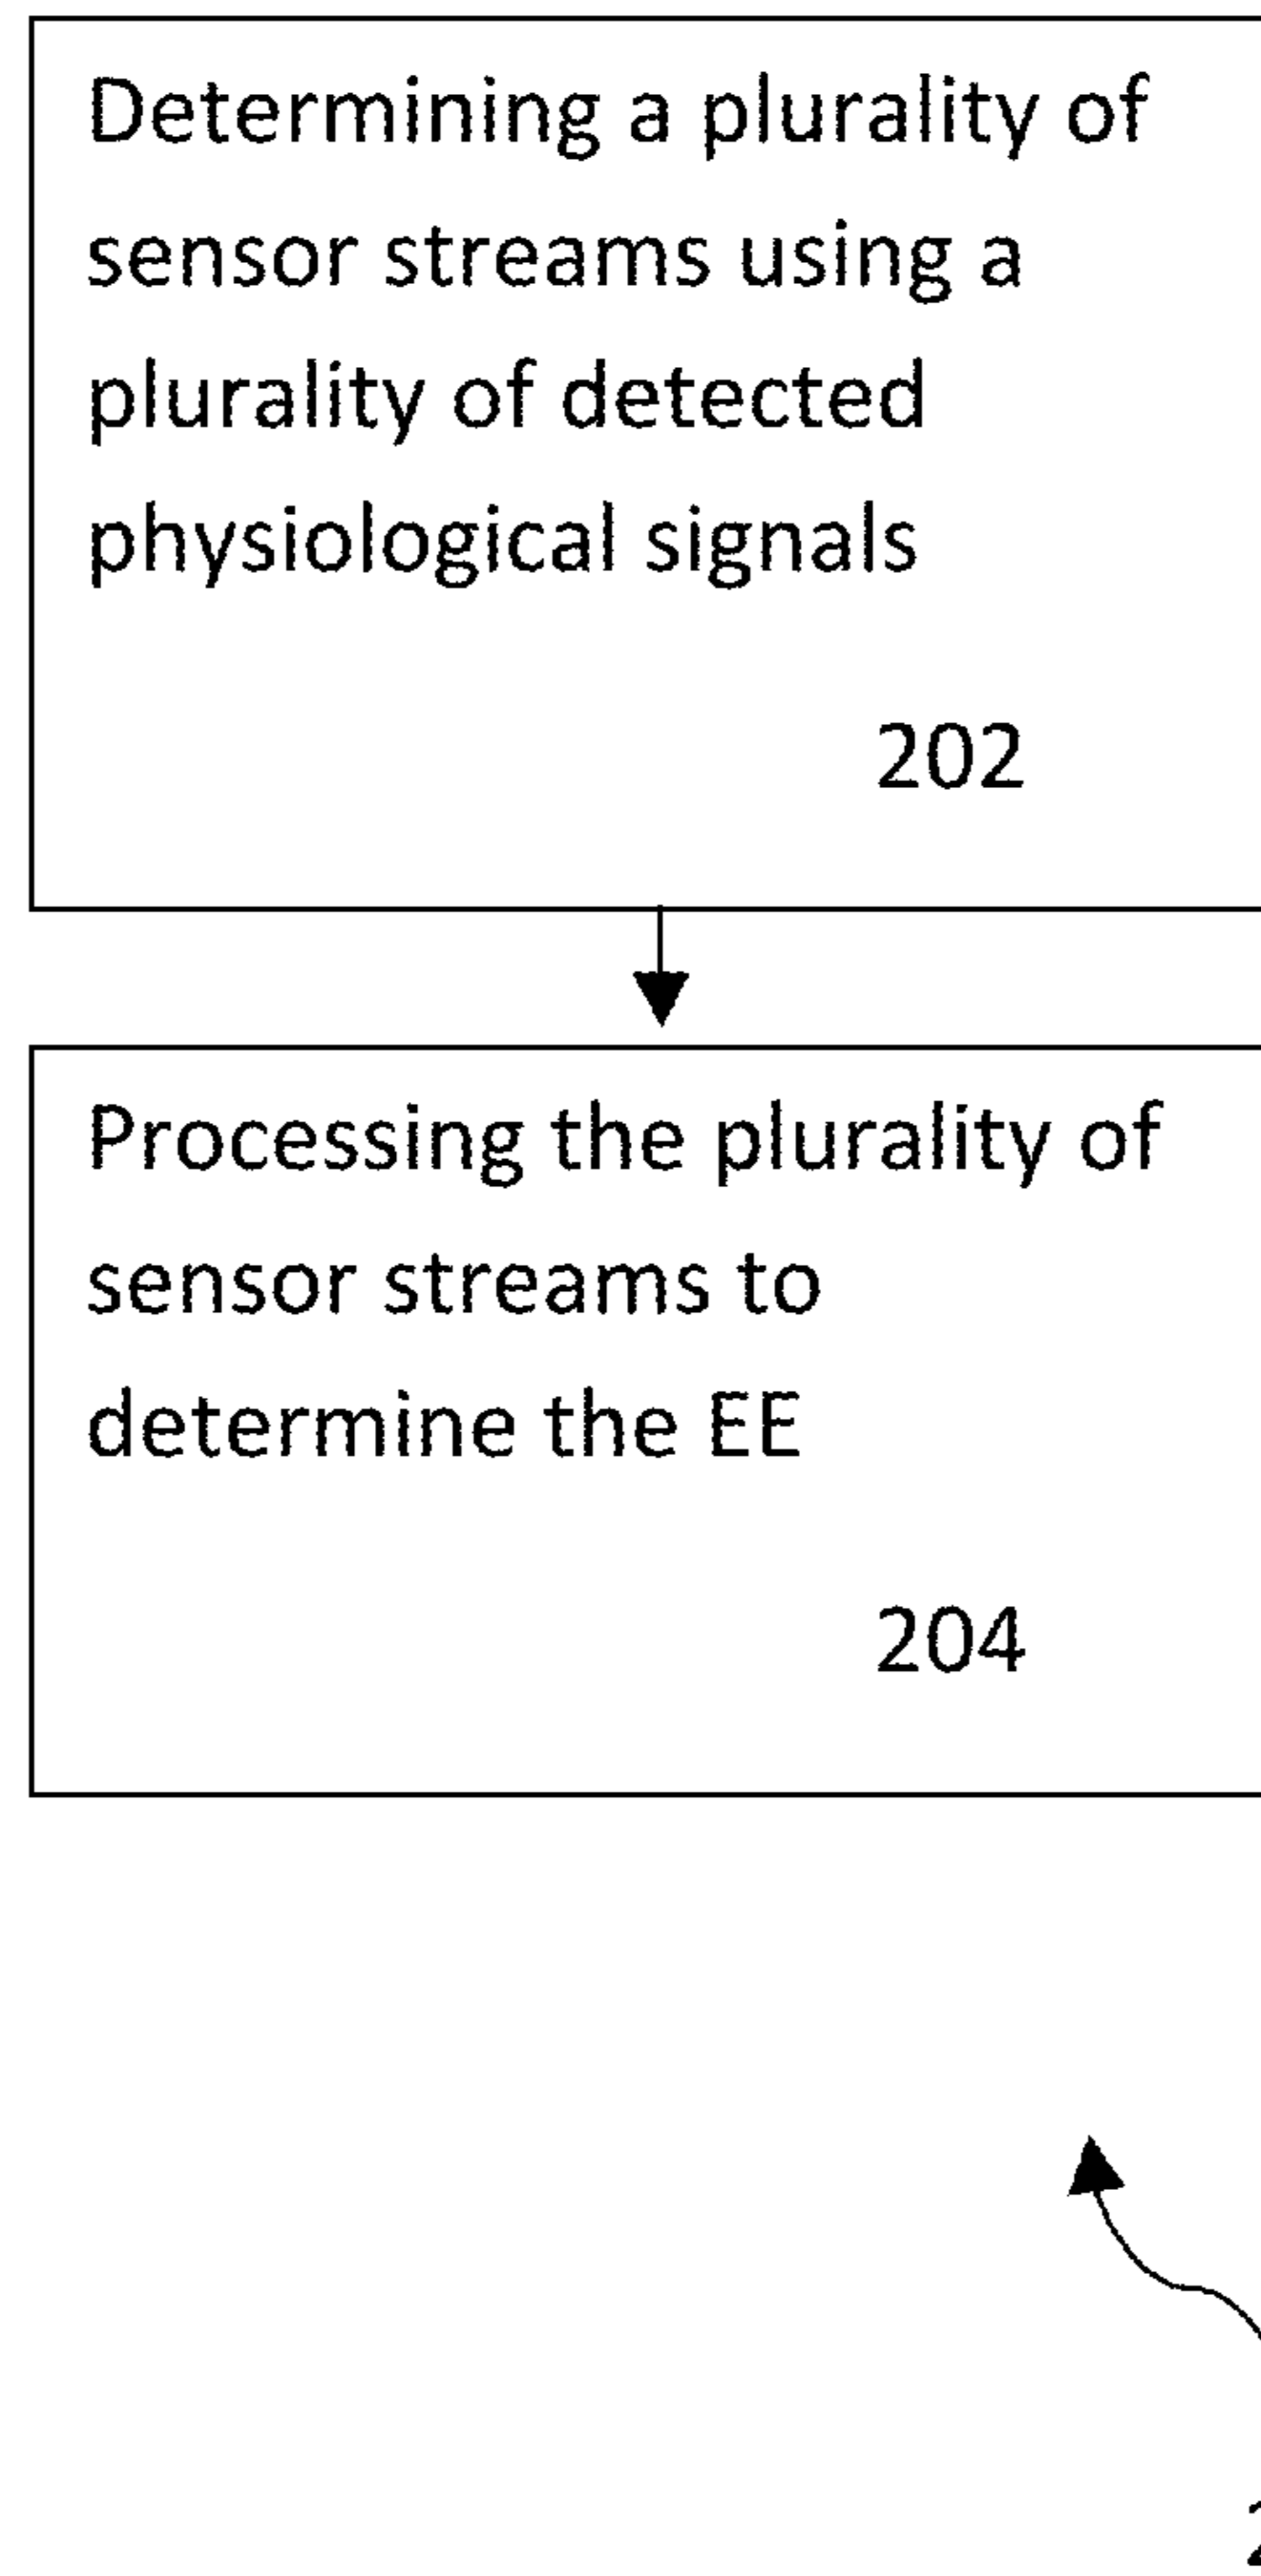 Determining a plurality of
sensor streams using a
plurality of detected
physiological signals
202
Processing the plurality of
sensor streams to
determine the EE
204